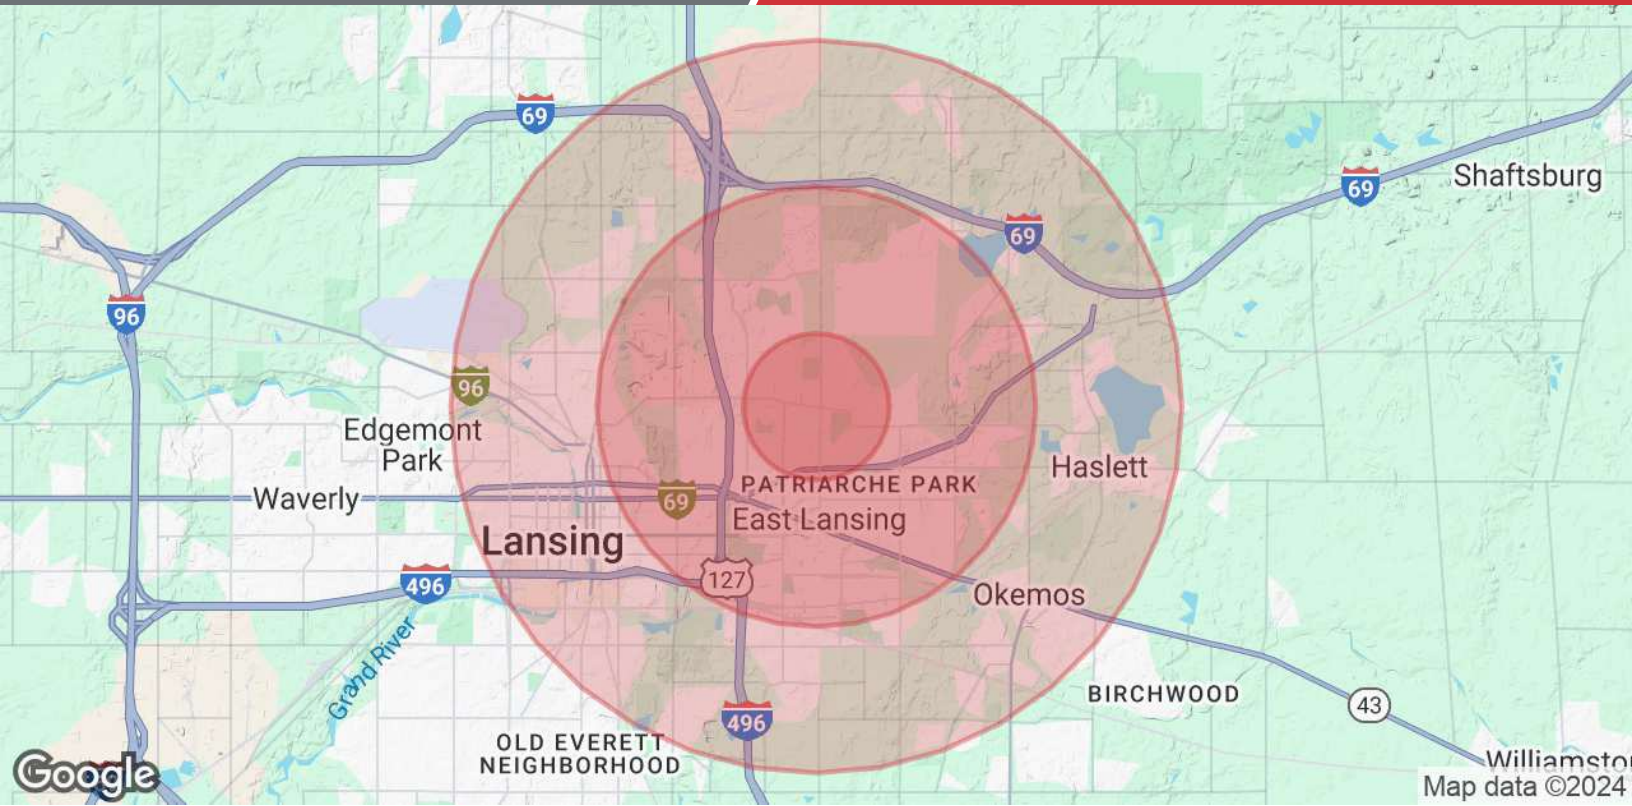 69
Shaftsburg
69
69
96
96
Edgemont
Park
Haslett
Waverly
69
PATRIARCHE PARK
East Lansing
Lansing
127
496
Okemos
Grand River
BIRCHWOOD
43
496
OLD EVERETT
NEIGHBORHOOD
Williamsto
Google
Map data ©2024